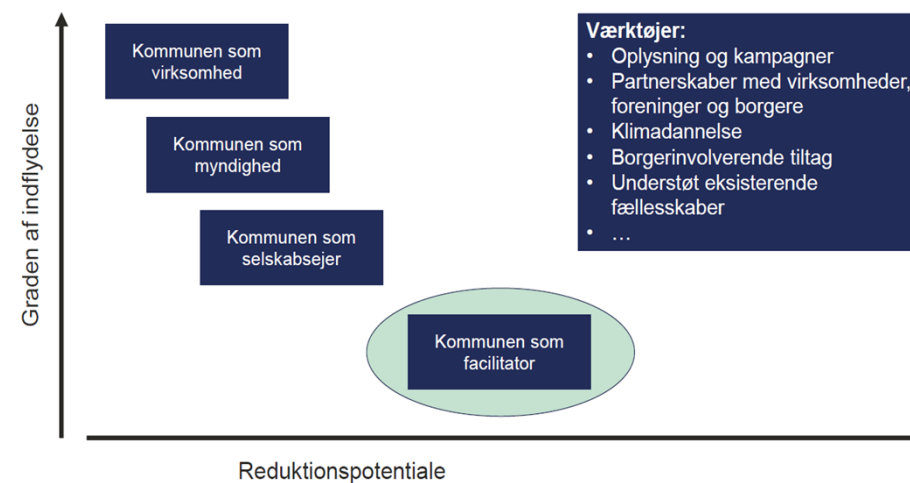 Graden af indflydelse
Kommunen som
virksomhed
Kommunen som
myndighed
Kommunen som
selskabsejer
Kommunen som
facilitator
Værktøjer:
• Oplysning og kampagner
• Partnerskaber med virksomheder,
foreninger og borgere
• Klimadannelse
• Borgerinvolverende tiltag
• Understøt eksisterende
fællesskaber
• …
Reduktionspotentiale